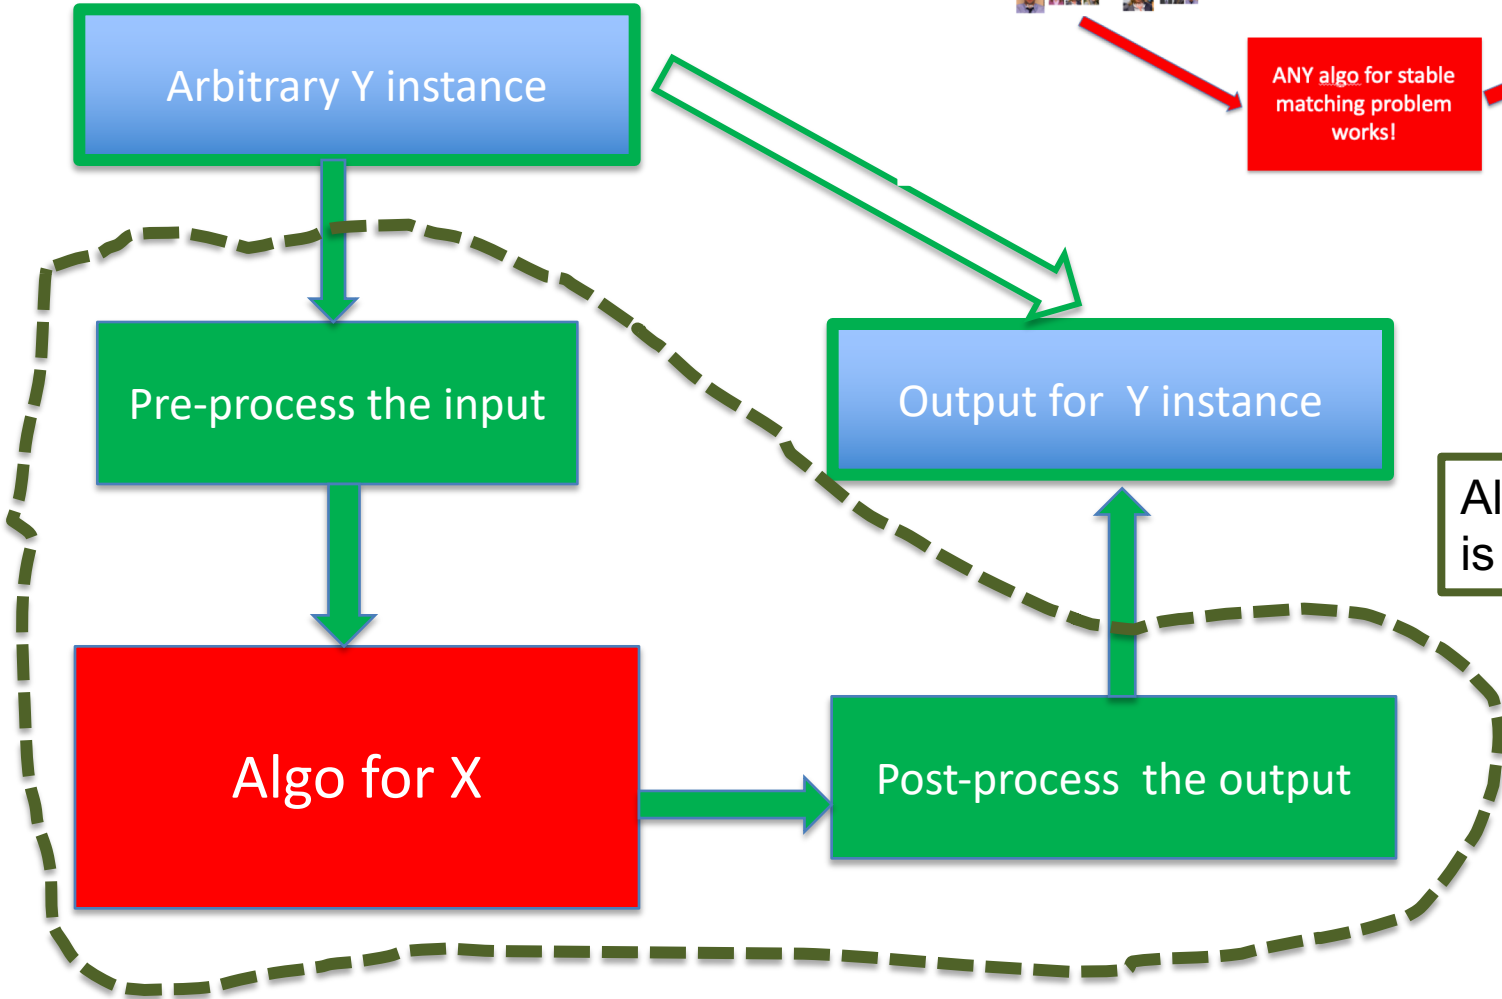 Arbitrary Y instance
ANY algo for stable
matching problem
works!
Pre-process the input
Output for Y instance
is
Algo for X
Post-process the output